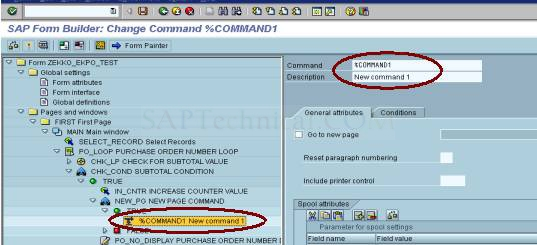 SAP Form Builder: Change Command %COMMAND1
Form Painter
Form ZEKKO_EKPO_TEST
Global settings
Form attributes
Form interface
Global definitions
Pages and windows
FIRST First Page
MAIN Main window
SELECT_RECORD Select Records
PO_LOOP PURCHASE ORDER NUMBER LOOP
CHK_LP CHECK FOR SUBTOTAL VALUE
CHK_COND SUBTOTAL CONDITION
TRUE
IN_CNTR INCREASE COUNTER VALUE
NEW_PG NEW PAGE COMMAND
TRUE
%COMMAND1 New command 1
FALSE
PO_NO_DISPLAY PURCHASE ORDER NUMBER
Command %COMMAND1
Description New command 1
General attributes Conditions
Go to new page
Reset paragraph numbering
Include printer control
Spool attributes
Parameter for spool settings
Field name Field value
SAPTechnical.COM